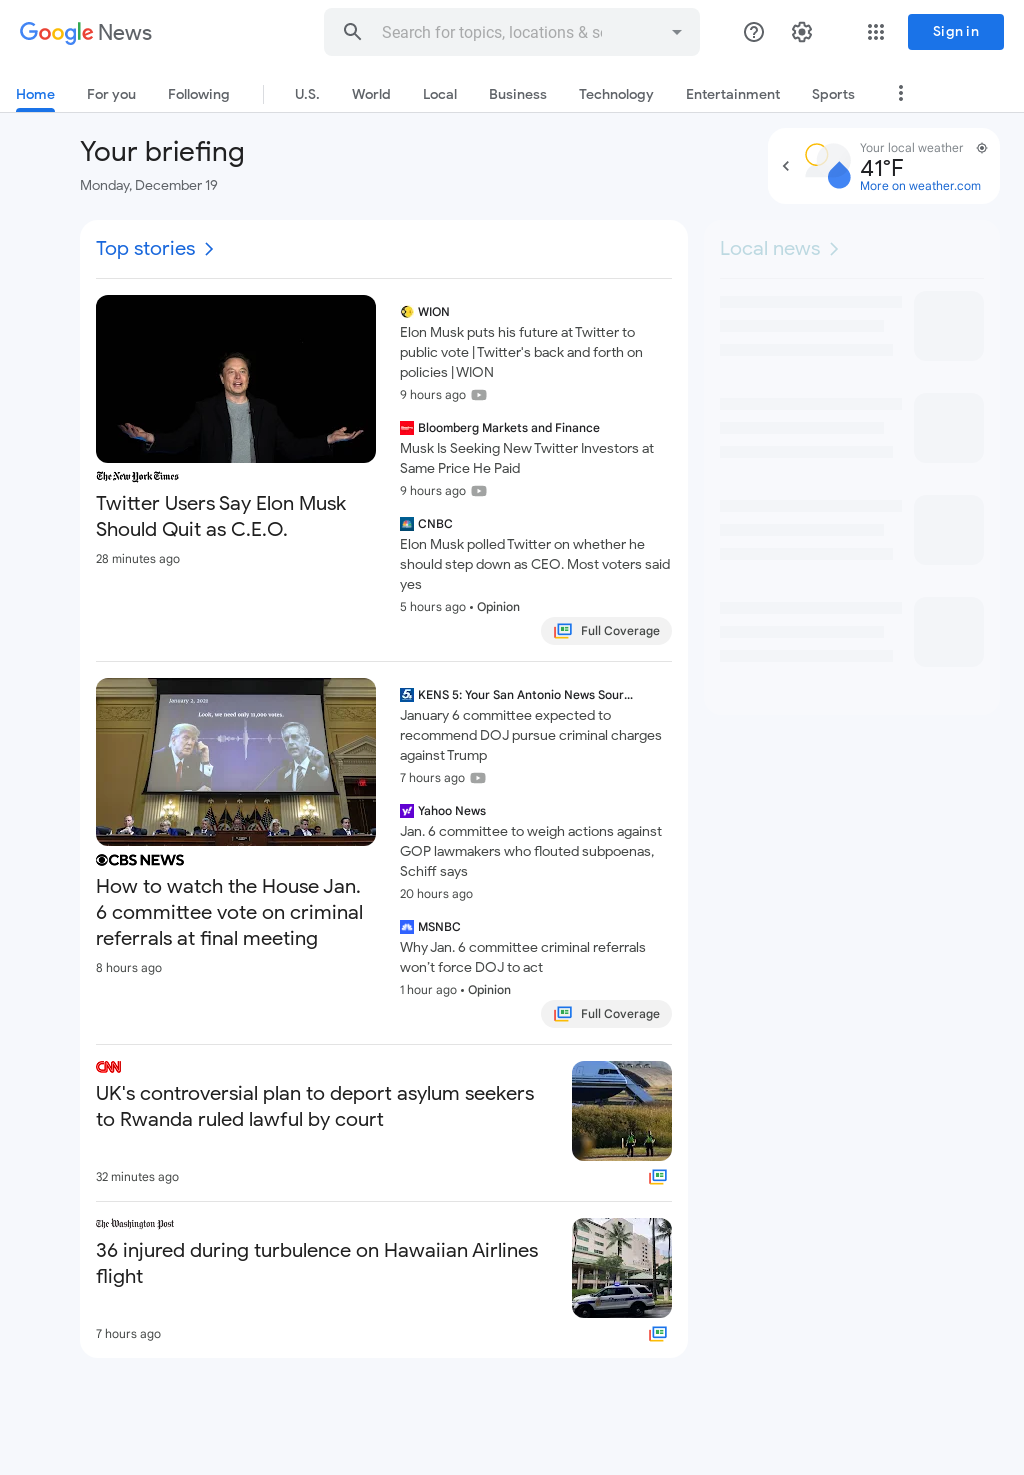 Google News
Search for topics, locations & so
Sign in
Home
For you
Following
U.S.
World
Local
Business
Technology
Entertainment
Sports
Your briefing
Monday, December 19
Your local weather
41°F
More on weather.com
Top stories
Local news
The New York Times
Twitter Users Say Elon Musk
Should Quit as C.E.O.
28 minutes ago
WION
Elon Musk puts his future at Twitter to
public vote | Twitter's back and forth on
policies | WION
9 hours ago
Bloomberg Markets and Finance
Musk Is Seeking New Twitter Investors at
Same Price He Paid
9 hours ago
CNBC
Elon Musk polled Twitter on whether he
should step down as CEO. Most voters said
yes
5 hours ago • Opinion
Full Coverage
January 2, 2021
Look, we need only 11,000 votes.
CBS NEWS
How to watch the House Jan.
6 committee vote on criminal
referrals at final meeting
8 hours ago
KENS 5: Your San Antonio News Sour...
January 6 committee expected to
recommend DOJ pursue criminal charges
against Trump
7 hours ago
Yahoo News
Jan. 6 committee to weigh actions against
GOP lawmakers who flouted subpoenas,
Schiff says
20 hours ago
MSNBC
Why Jan. 6 committee criminal referrals
won't force DOJ to act
1 hour ago • Opinion
Full Coverage
CNN
UK's controversial plan to deport asylum seekers
to Rwanda ruled lawful by court
32 minutes ago
The Washington Post
36 injured during turbulence on Hawaiian Airlines
flight
7 hours ago